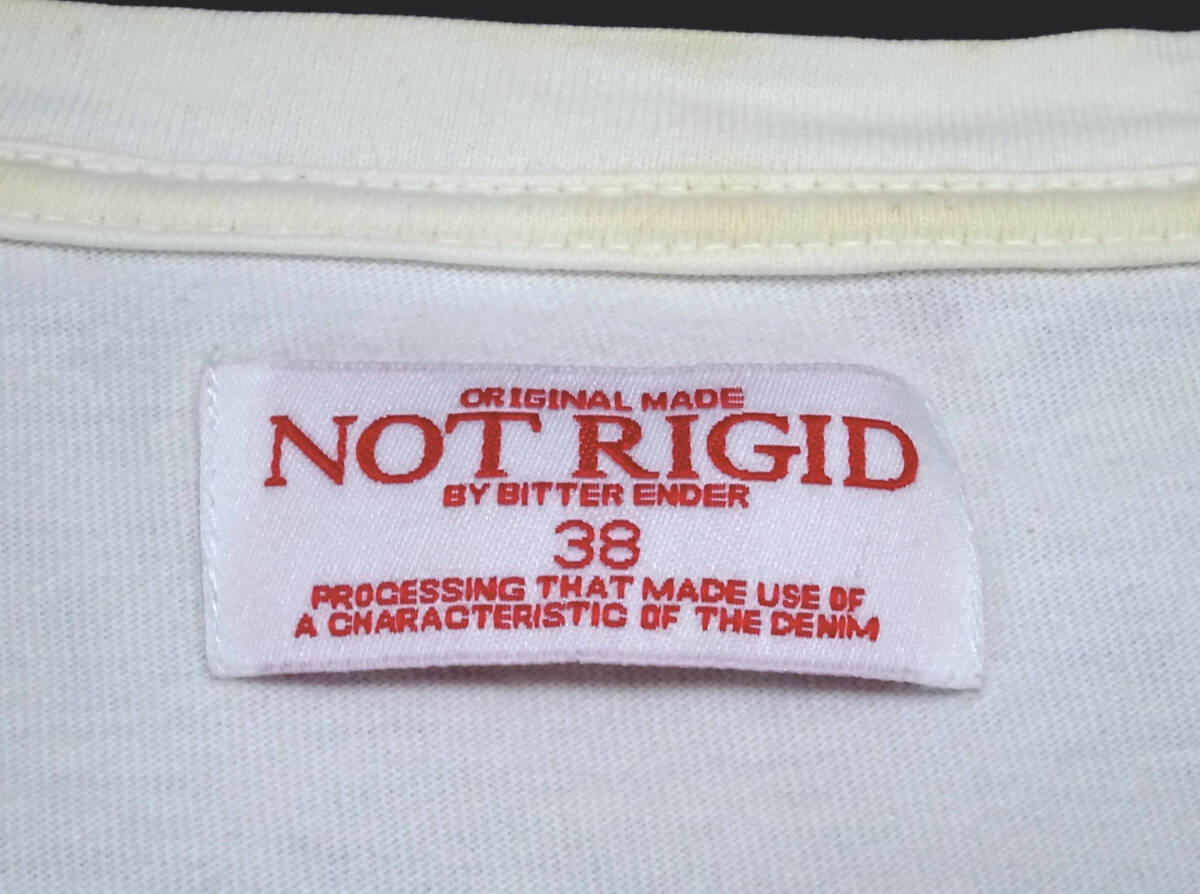 ORIGINAL MADE
NOT RIGID
BY BITTER ENDER
38
PROCESSING THAT MADE USE OF
A CHARACTERISTIC OF THE DENIM